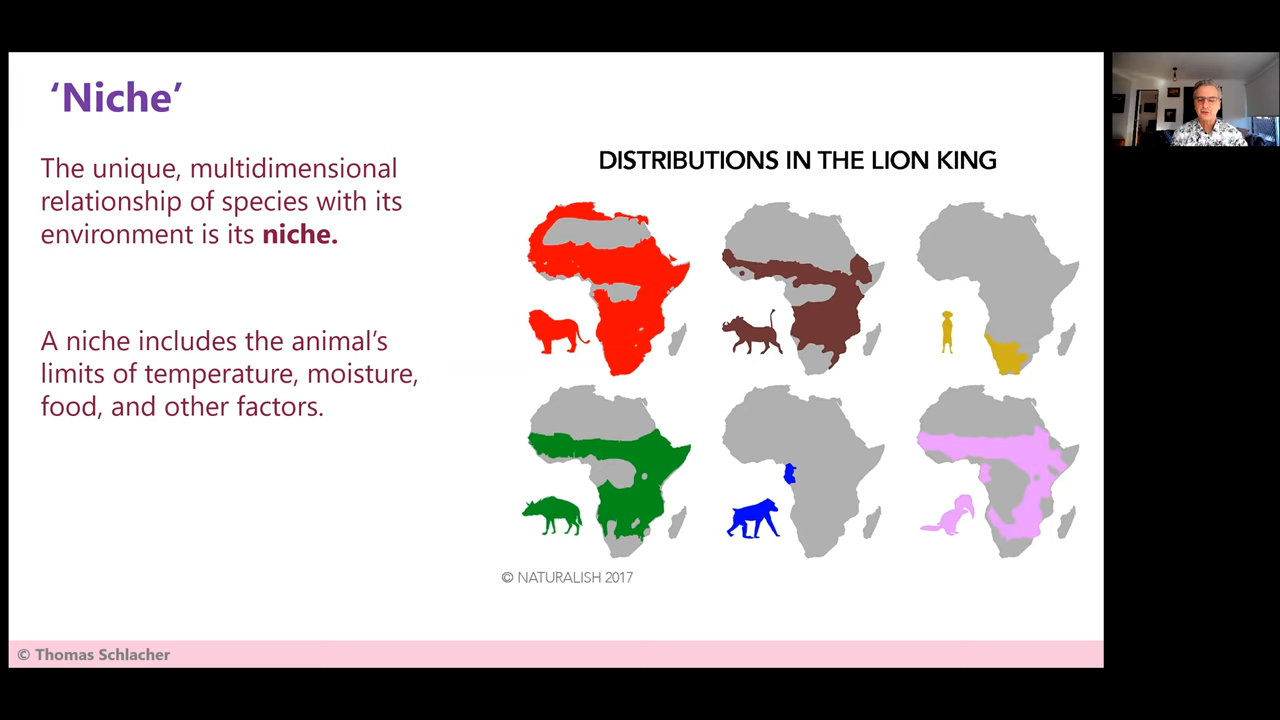 ‘Niche’
The unique, multidimensional
relationship of species with its
environment is its niche.
A niche includes the animal’s
limits of temperature, moisture,
food, and other factors.
DISTRIBUTIONS IN THE LION KING
© NATURALISH 2017
© Thomas Schlacher